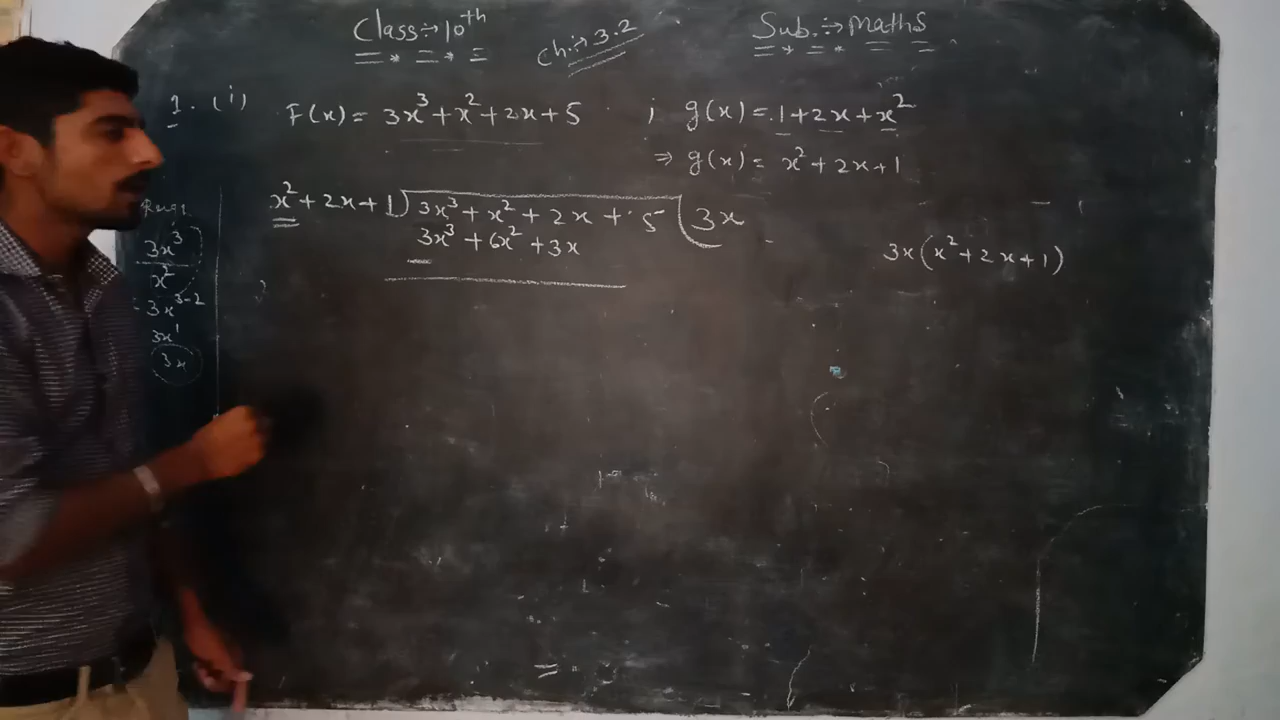 Class :- 10th
Ch :- 3.2
Sub. :- Maths
1. (i) F(x) = 3x³ + x² + 2x + 5 ; g(x) = 1 + 2x + x²
⇒ g(x) = x² + 2x + 1
x² + 2x + 1) 3x³ + x² + 2x + 5 (3x
3x³ + 6x² + 3x
3x(x² + 2x + 1)
3x³
x²
= 3x³⁻²
3x¹
3x